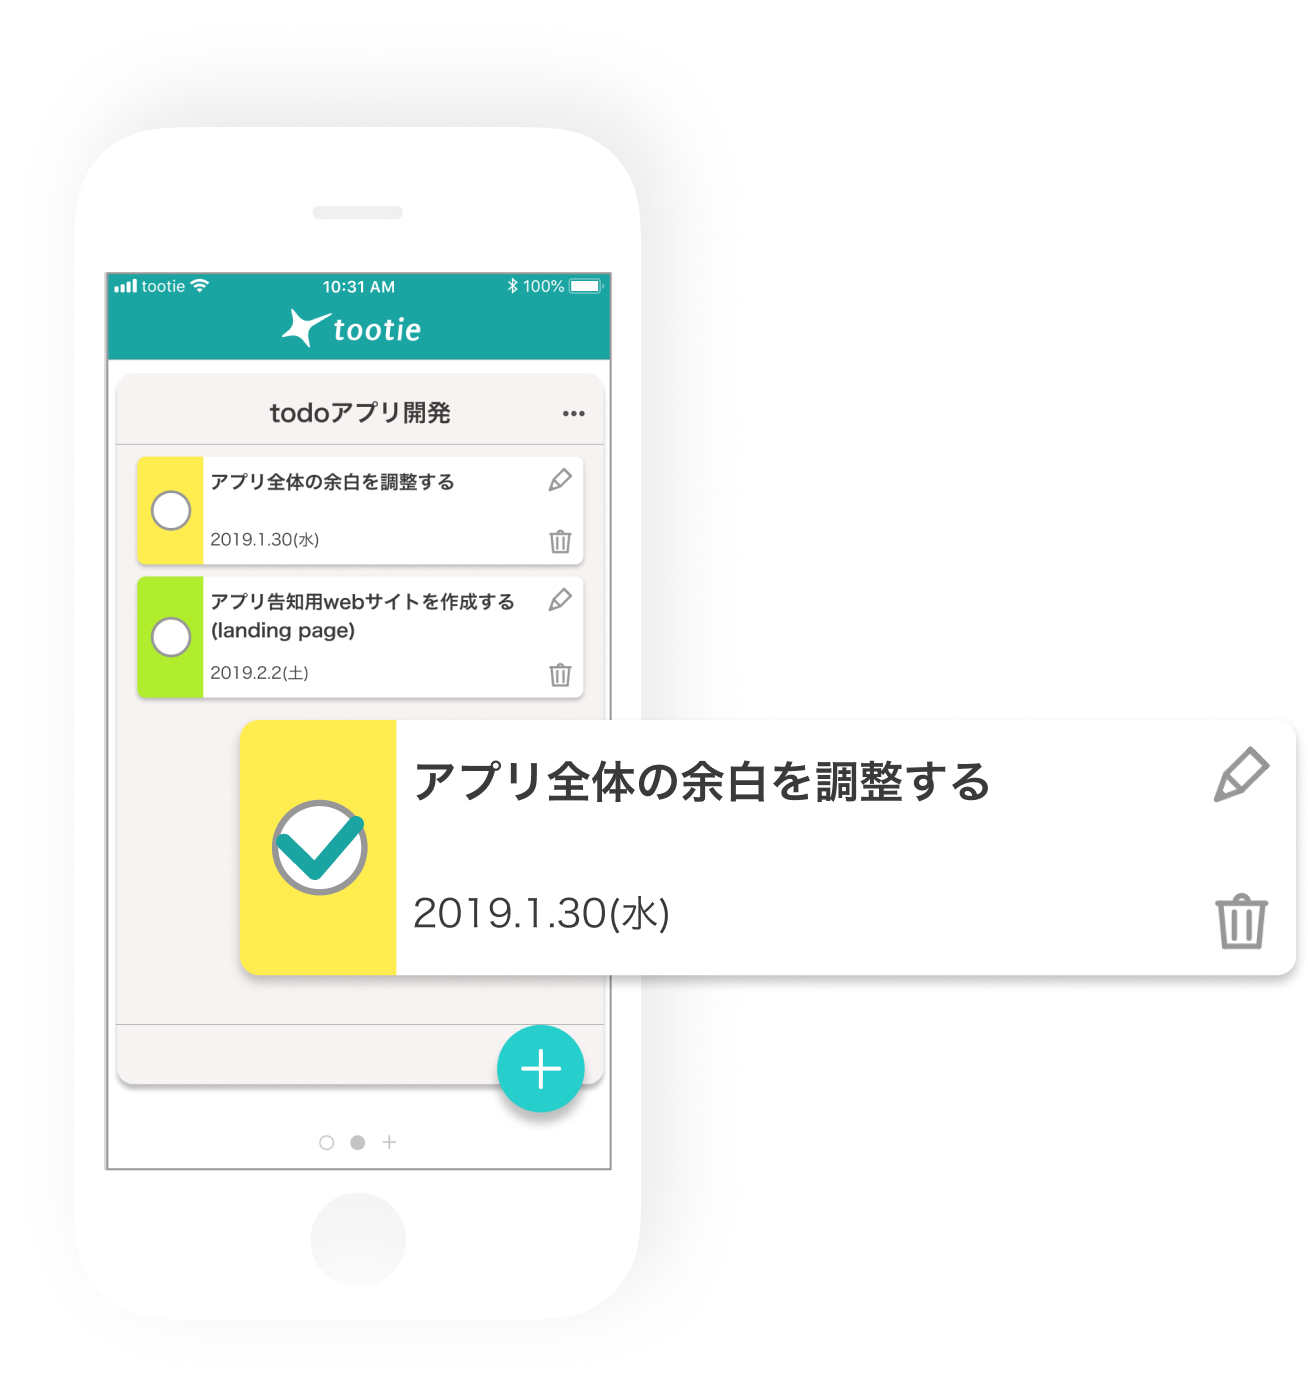 tootie 10:31 AM 100%
tootie
todoアプリ開発
アプリ全体の余白を調整する
2019.1.30(水)
アプリ告知用webサイトを作成する
(landing page)
2019.2.2(土)
アプリ全体の余白を調整する
2019.1.30(水)